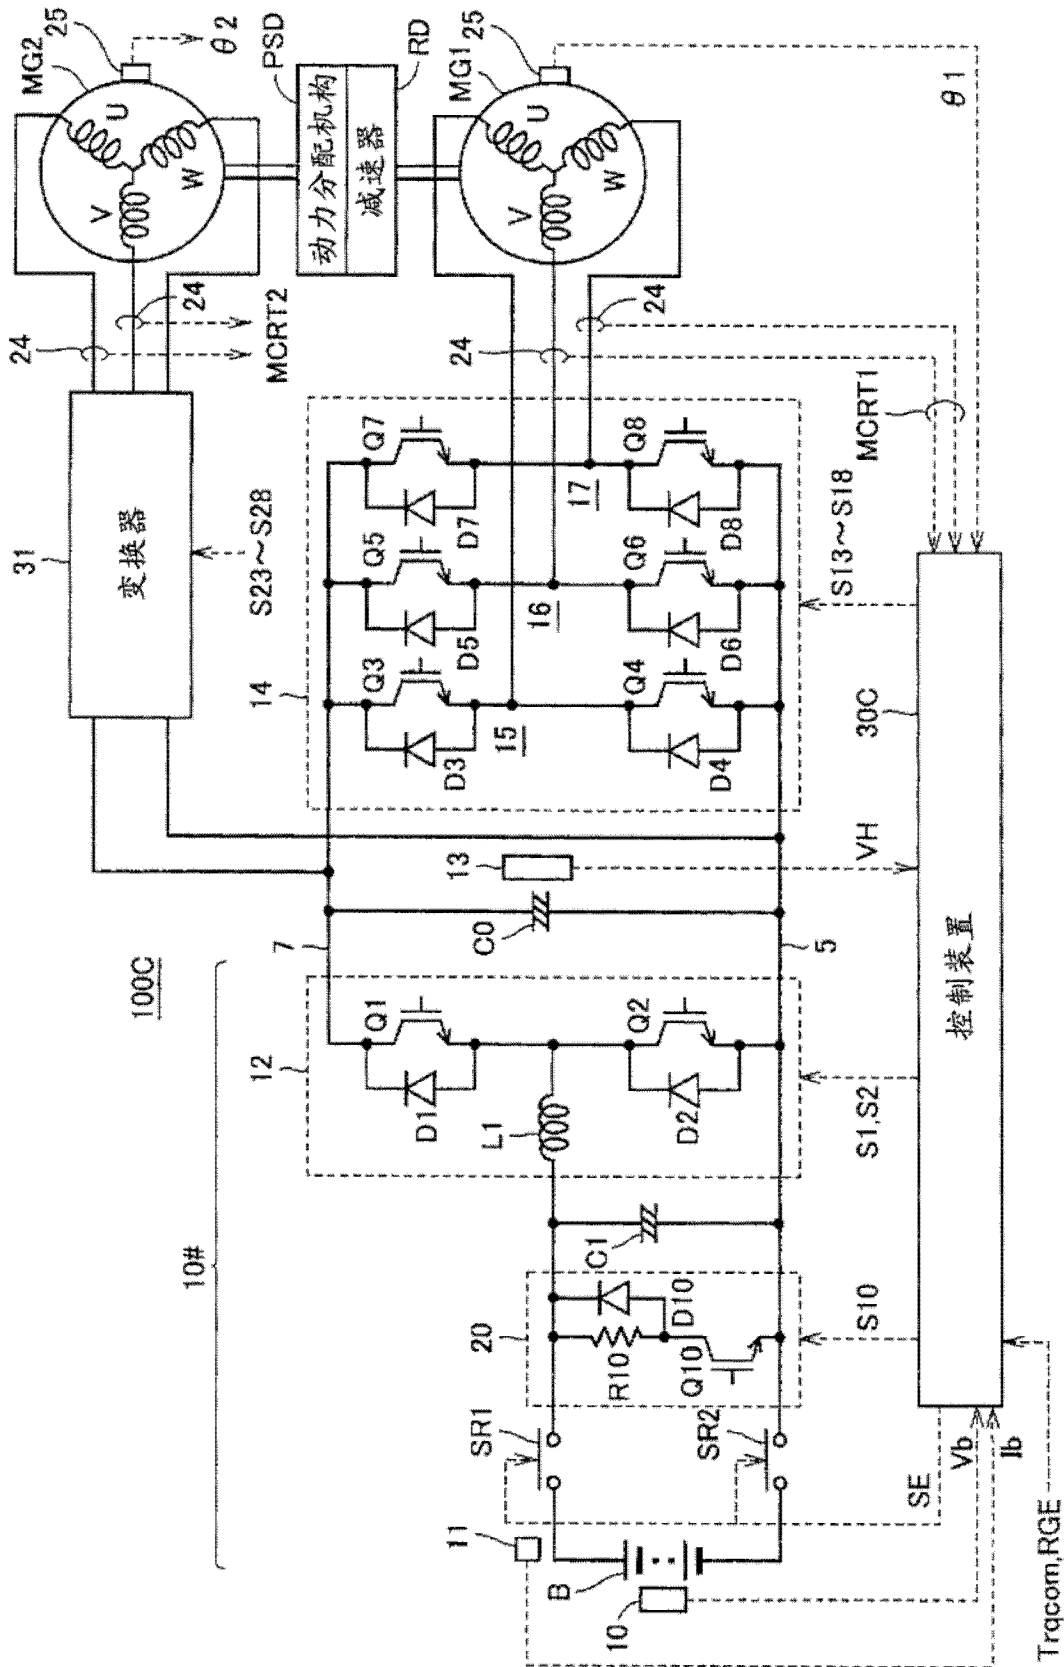 100C
10#
11
B
10
SR1
SR2
20
R10
D10
Q10
C1
12
L1
D1
Q1
D2
Q2
7
5
C0
13
VH
14
D3
Q3
D5
Q5
D7
Q7
15
16
17
D4
Q4
D6
Q6
D8
Q8
31
变换器
S23~S28
24
24
MCRT2
MG2
25
θ2
U
V
W
PSD
动力分配机构
减速器
RD
MG1
25
U
V
W
θ1
24
24
MCRT1
S13~S18
30C
控制装置
S1,S2
S10
SE
Vb
Ib
Trqcom,RGE